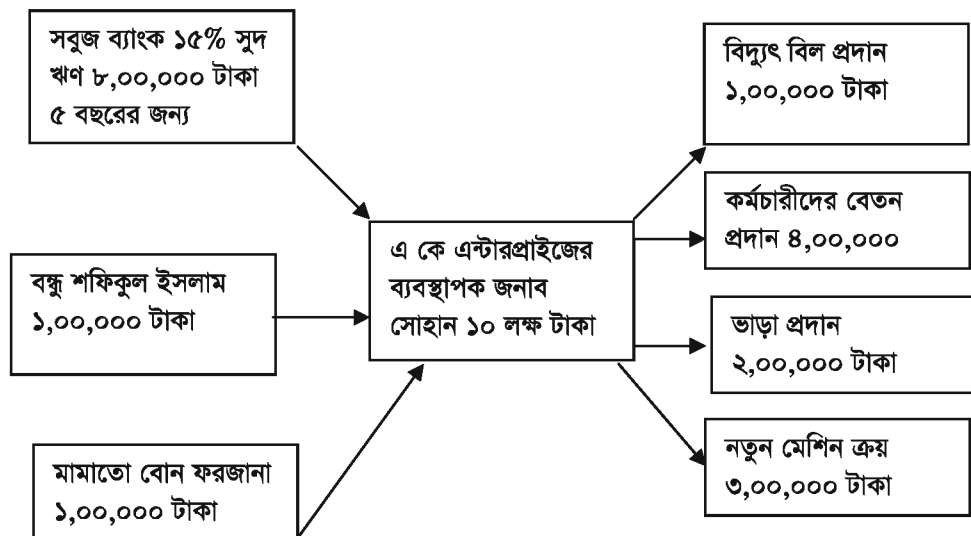 সবুজ ব্যাংক ১৫% সুদ
ঋণ ৮,০০,০০০ টাকা
৫ বছরের জন্য
বন্ধু শফিকুল ইসলাম
১,০০,০০০ টাকা
মামাতো বোন ফরজানা
১,০০,০০০ টাকা
এ কে এন্টারপ্রাইজের
ব্যবস্থাপক জনাব
সোহান ১০ লক্ষ টাকা
বিদ্যুৎ বিল প্রদান
১,০০,০০০ টাকা
কর্মচারীদের বেতন
প্রদান ৪,০০,০০০
ভাড়া প্রদান
২,০০,০০০ টাকা
নতুন মেশিন ক্রয়
৩,০০,০০০ টাকা